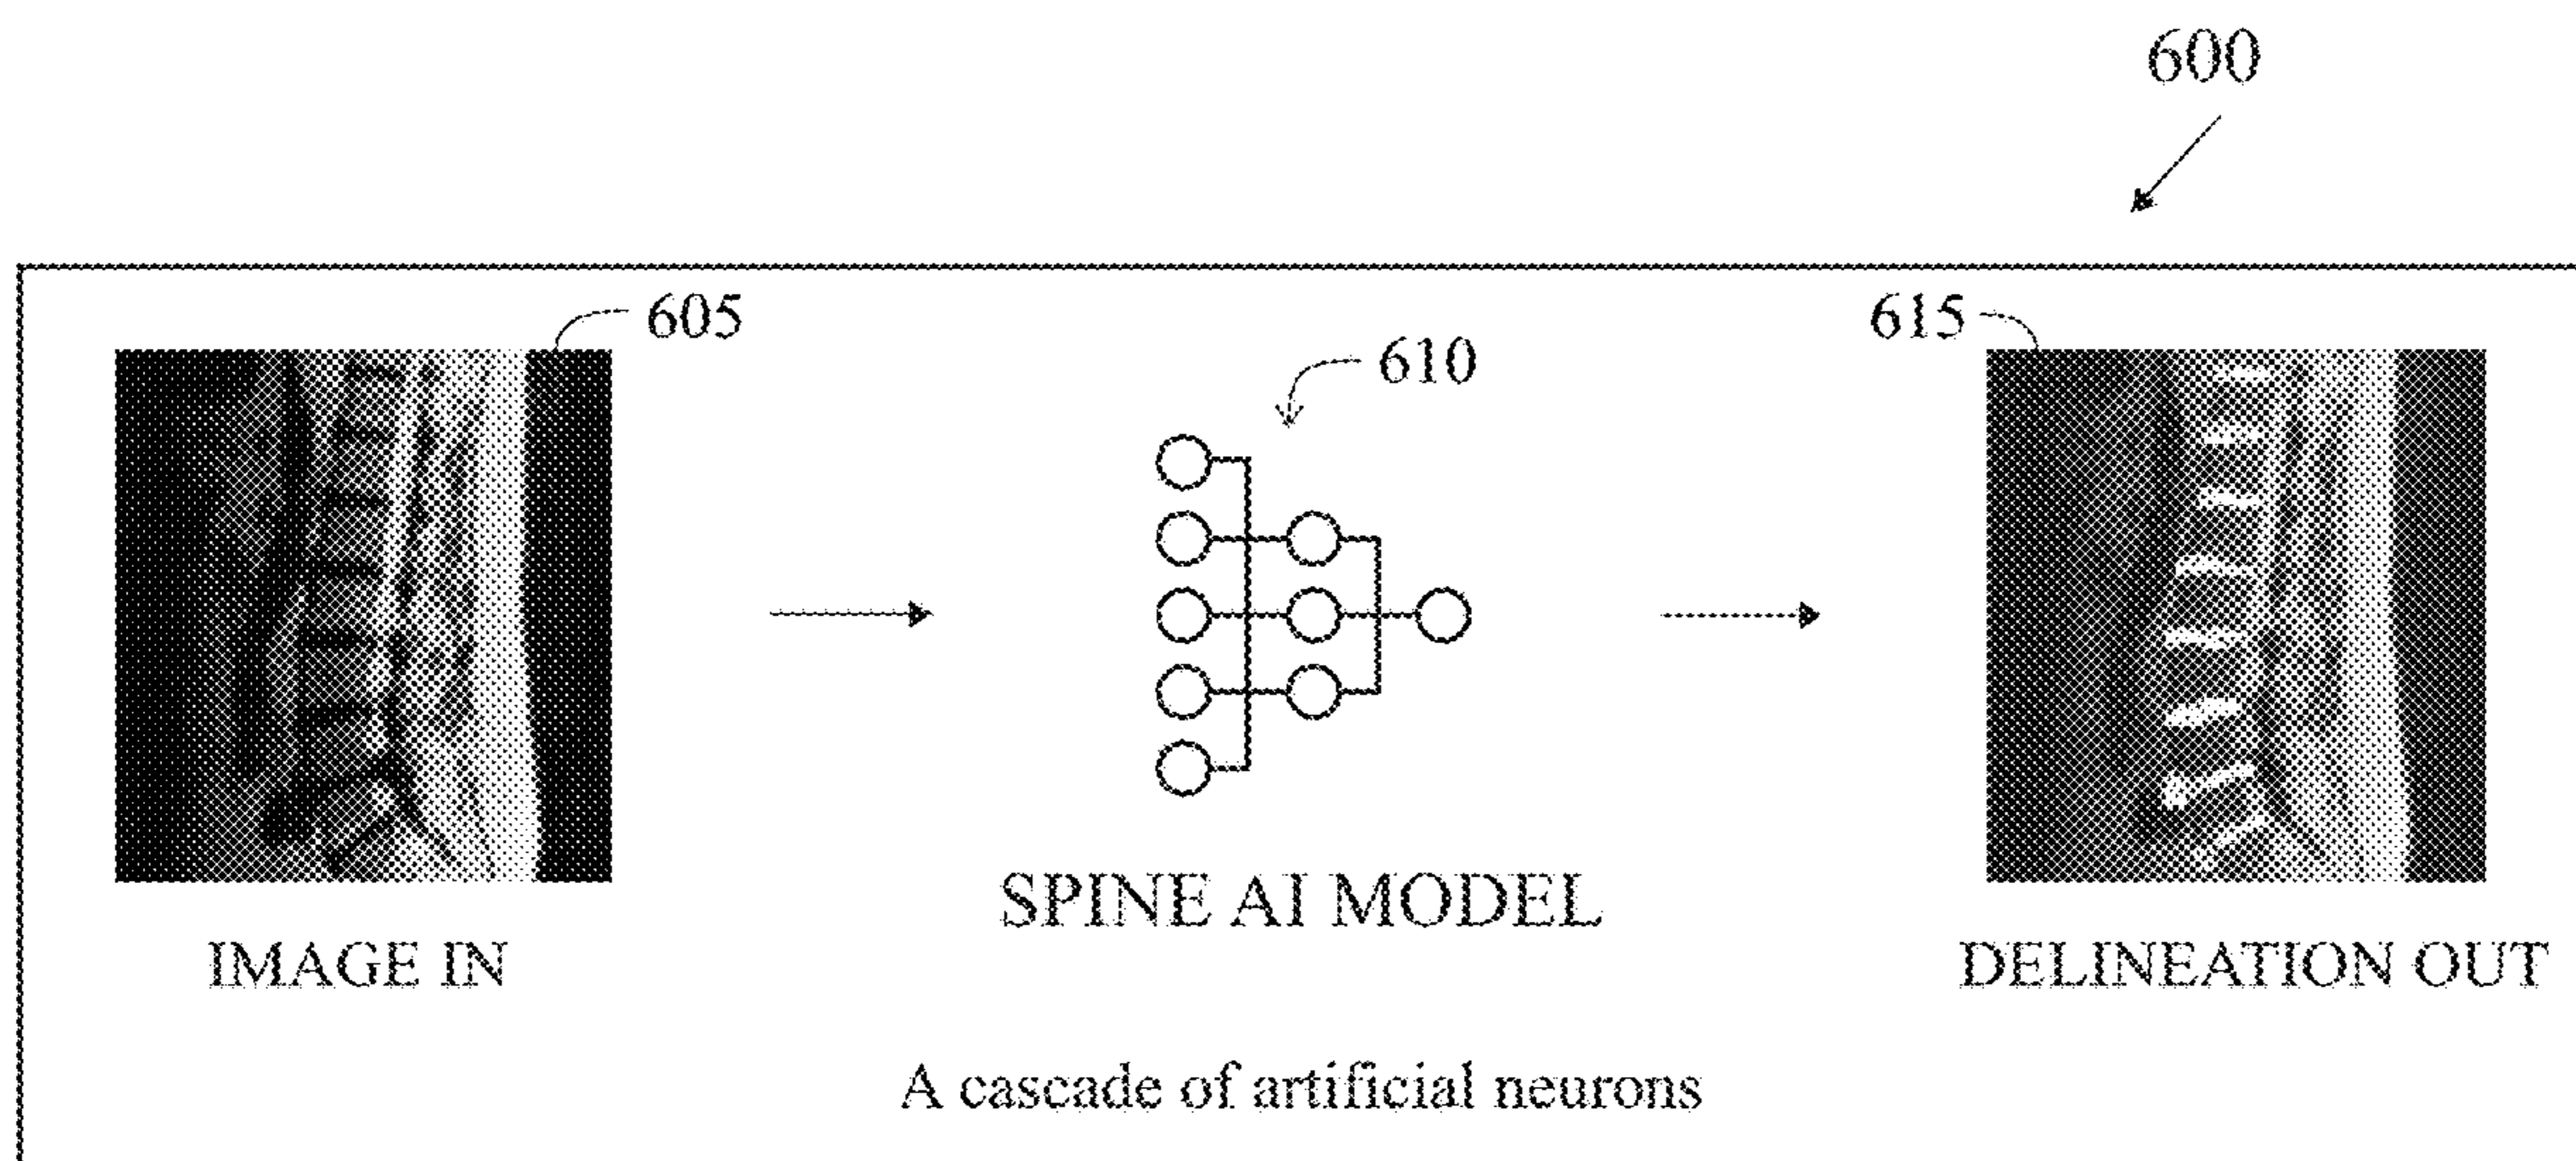 600
605
610
615
SPINE AI MODEL
IMAGE IN
DELINEATION OUT
A cascade of artificial neurons